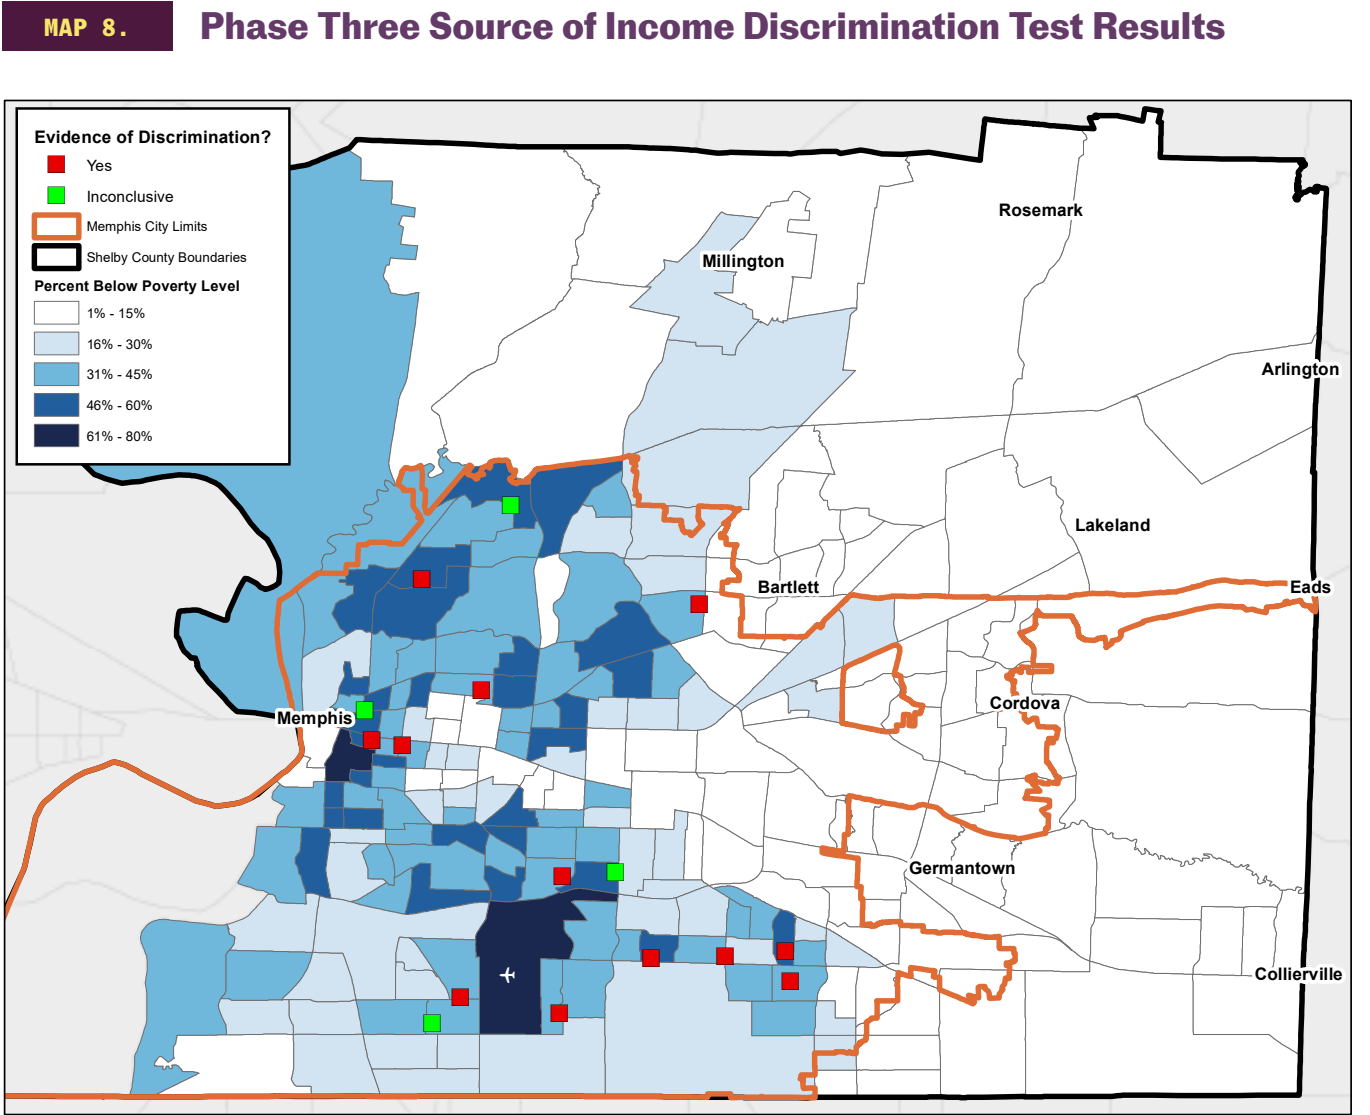 MAP 8.
Phase Three Source of Income Discrimination Test Results
Evidence of Discrimination?
Yes
Inconclusive
Memphis City Limits
Shelby County Boundaries
Percent Below Poverty Level
1% - 15%
16% - 30%
31% - 45%
46% - 60%
61% - 80%
Rosemark
Millington
Arlington
Lakeland
Bartlett
Eads
Cordova
Memphis
Germantown
Collierville